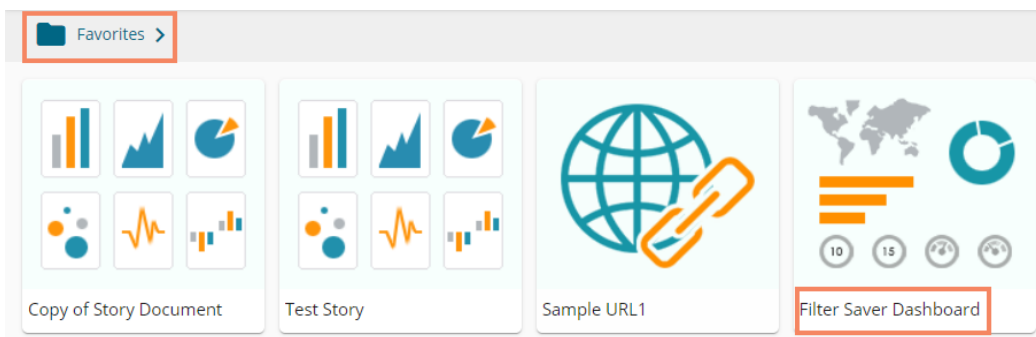 Favorites
10 15
Copy of Story Document
Test Story
Sample URL1
Filter Saver Dashboard